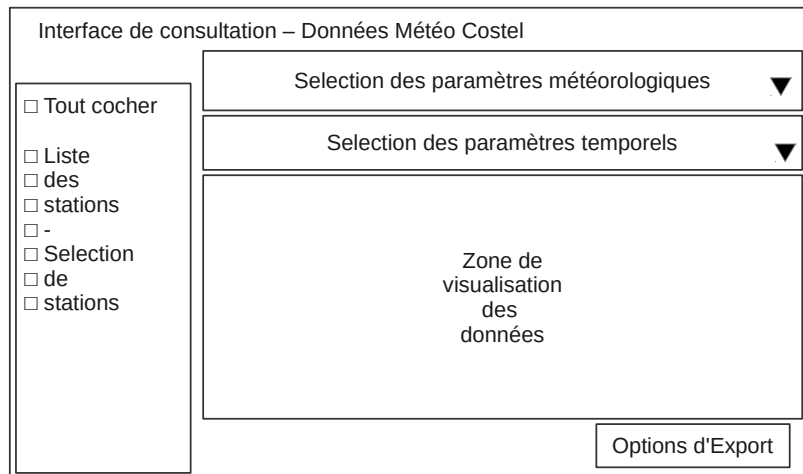 Interface de consultation – Données Météo Costel
Selection des paramètres météorologiques
Selection des paramètres temporels
□ Tout cocher
□ Liste
□ des
□ stations
□ -
□ Selection
□ de
□ stations
Zone de
visualisation
des
données
Options d'Export